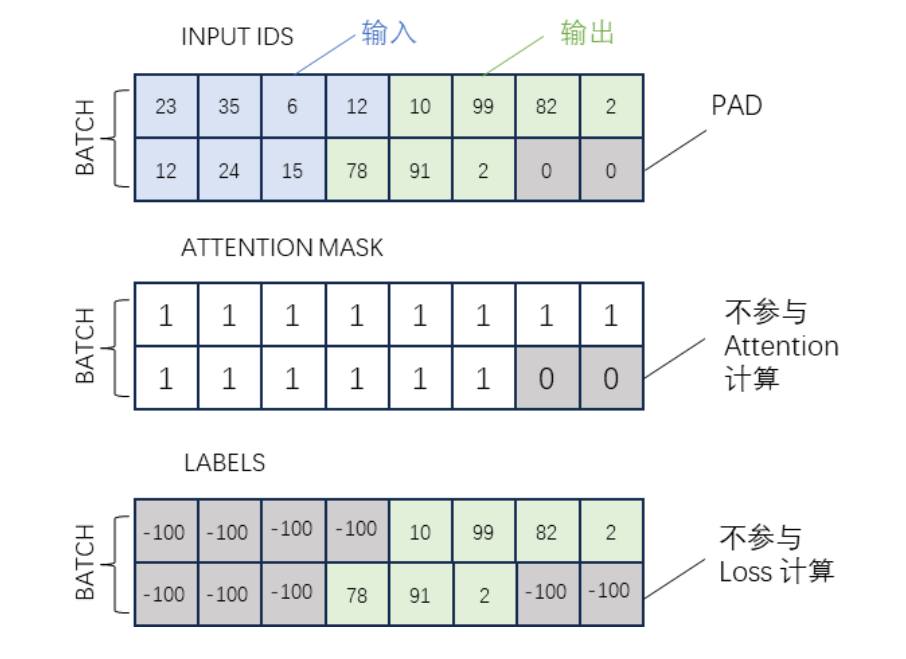 INPUT IDS
输入
输出
BATCH
23 35 6 12 10 99 82 2
12 24 15 78 91 2 0 0
PAD
ATTENTION MASK
BATCH
1 1 1 1 1 1 1 1
1 1 1 1 1 1 0 0
不参与
Attention
计算
LABELS
BATCH
-100 -100 -100 -100 10 99 82 2
-100 -100 -100 78 91 2 -100 -100
不参与
Loss 计算